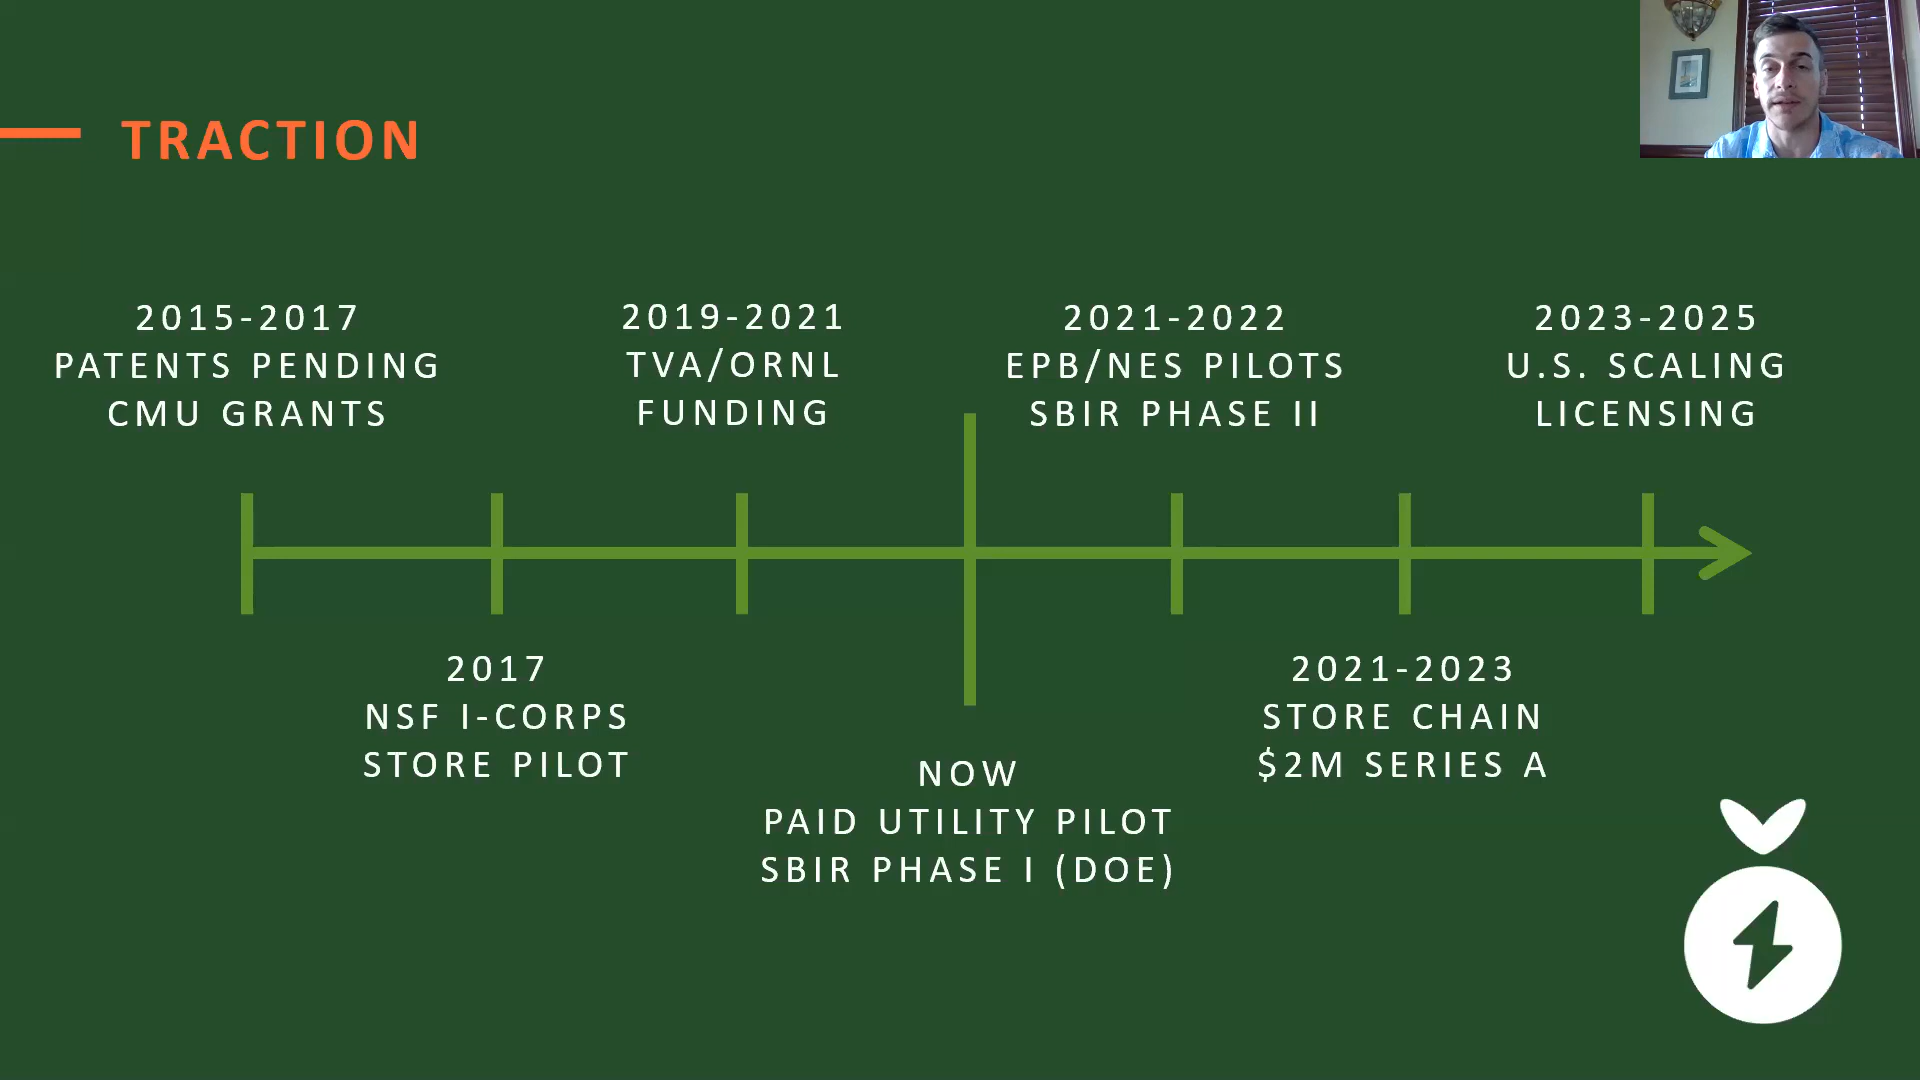 TRACTION
2015-2017
PATENTS PENDING
CMU GRANTS
2019-2021
TVA/ORNL
FUNDING
2021-2022
EPB/NES PILOTS
SBIR PHASE II
2023-2025
U.S. SCALING
LICENSING
2017
NSF I-CORPS
STORE PILOT
NOW
PAID UTILITY PILOT
SBIR PHASE I (DOE)
2021-2023
STORE CHAIN
$2M SERIES A